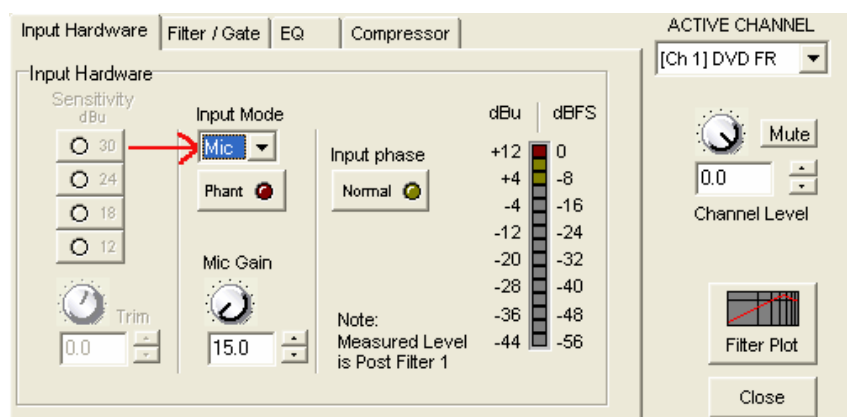 Input Hardware
Filter / Gate
EQ
Compressor
ACTIVE CHANNEL
[Ch 1] DVD FR
Input Hardware
Sensitivity
dBu
30
24
18
12
Trim
0.0
Input Mode
Mic
Phant
Mic Gain
15.0
Input phase
Normal
Note:
Measured Level
is Post Filter 1
dBu
dBFS
+12 0
+4 -8
-4 -16
-12 -24
-20 -32
-28 -40
-36 -48
-44 -56
Mute
0.0
Channel Level
Filter Plot
Close